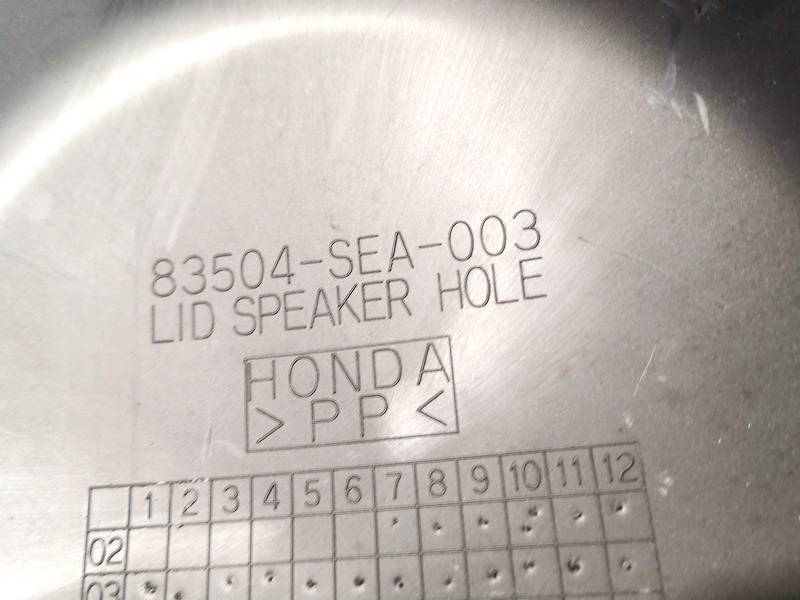 83504-SEA-003
LID SPEAKER HOLE
HONDA
>PP<
1 2 3 4 5 6 7 8 9 10 11 12
02
03